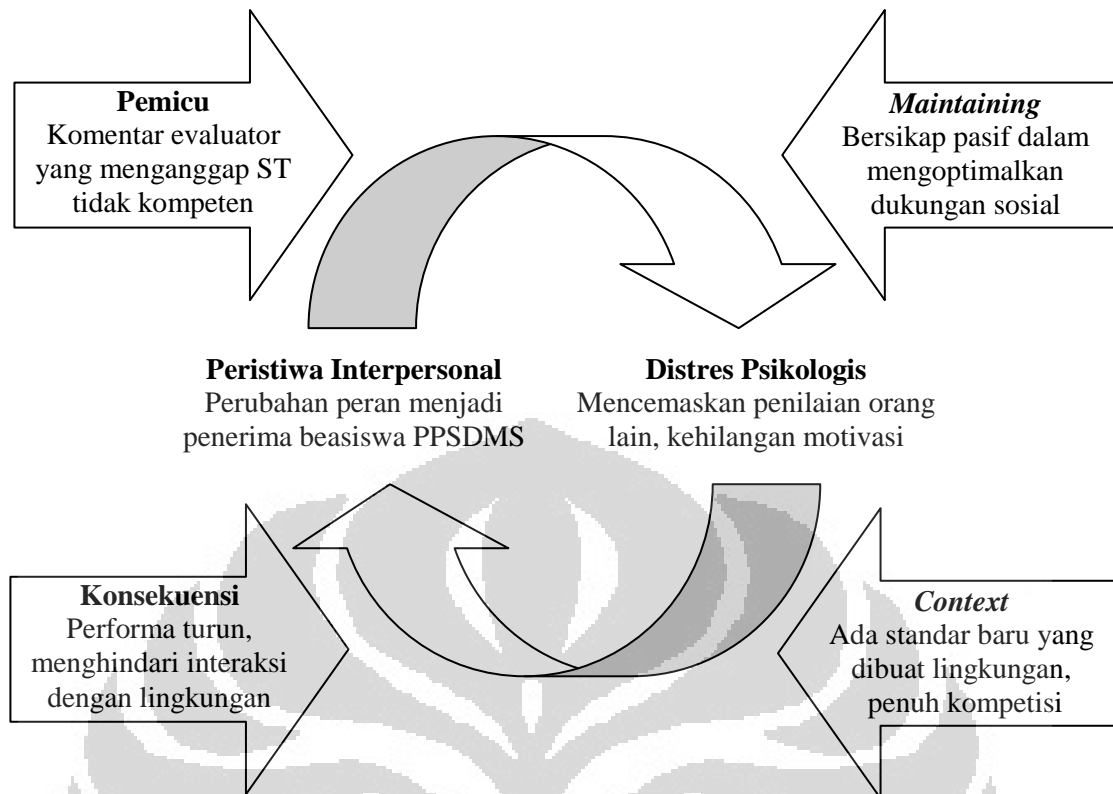 Pemicu
Komentar evaluator
yang menganggap ST
tidak kompeten
Maintaining
Bersikap pasif dalam
mengoptimalkan
dukungan sosial
Peristiwa Interpersonal
Perubahan peran menjadi
penerima beasiswa PPSDMS
Distres Psikologis
Mencemaskan penilaian orang
lain, kehilangan motivasi
Konsekuensi
Performa turun,
menghindari interaksi
dengan lingkungan
Context
Ada standar baru yang
dibuat lingkungan,
penuh kompetisi